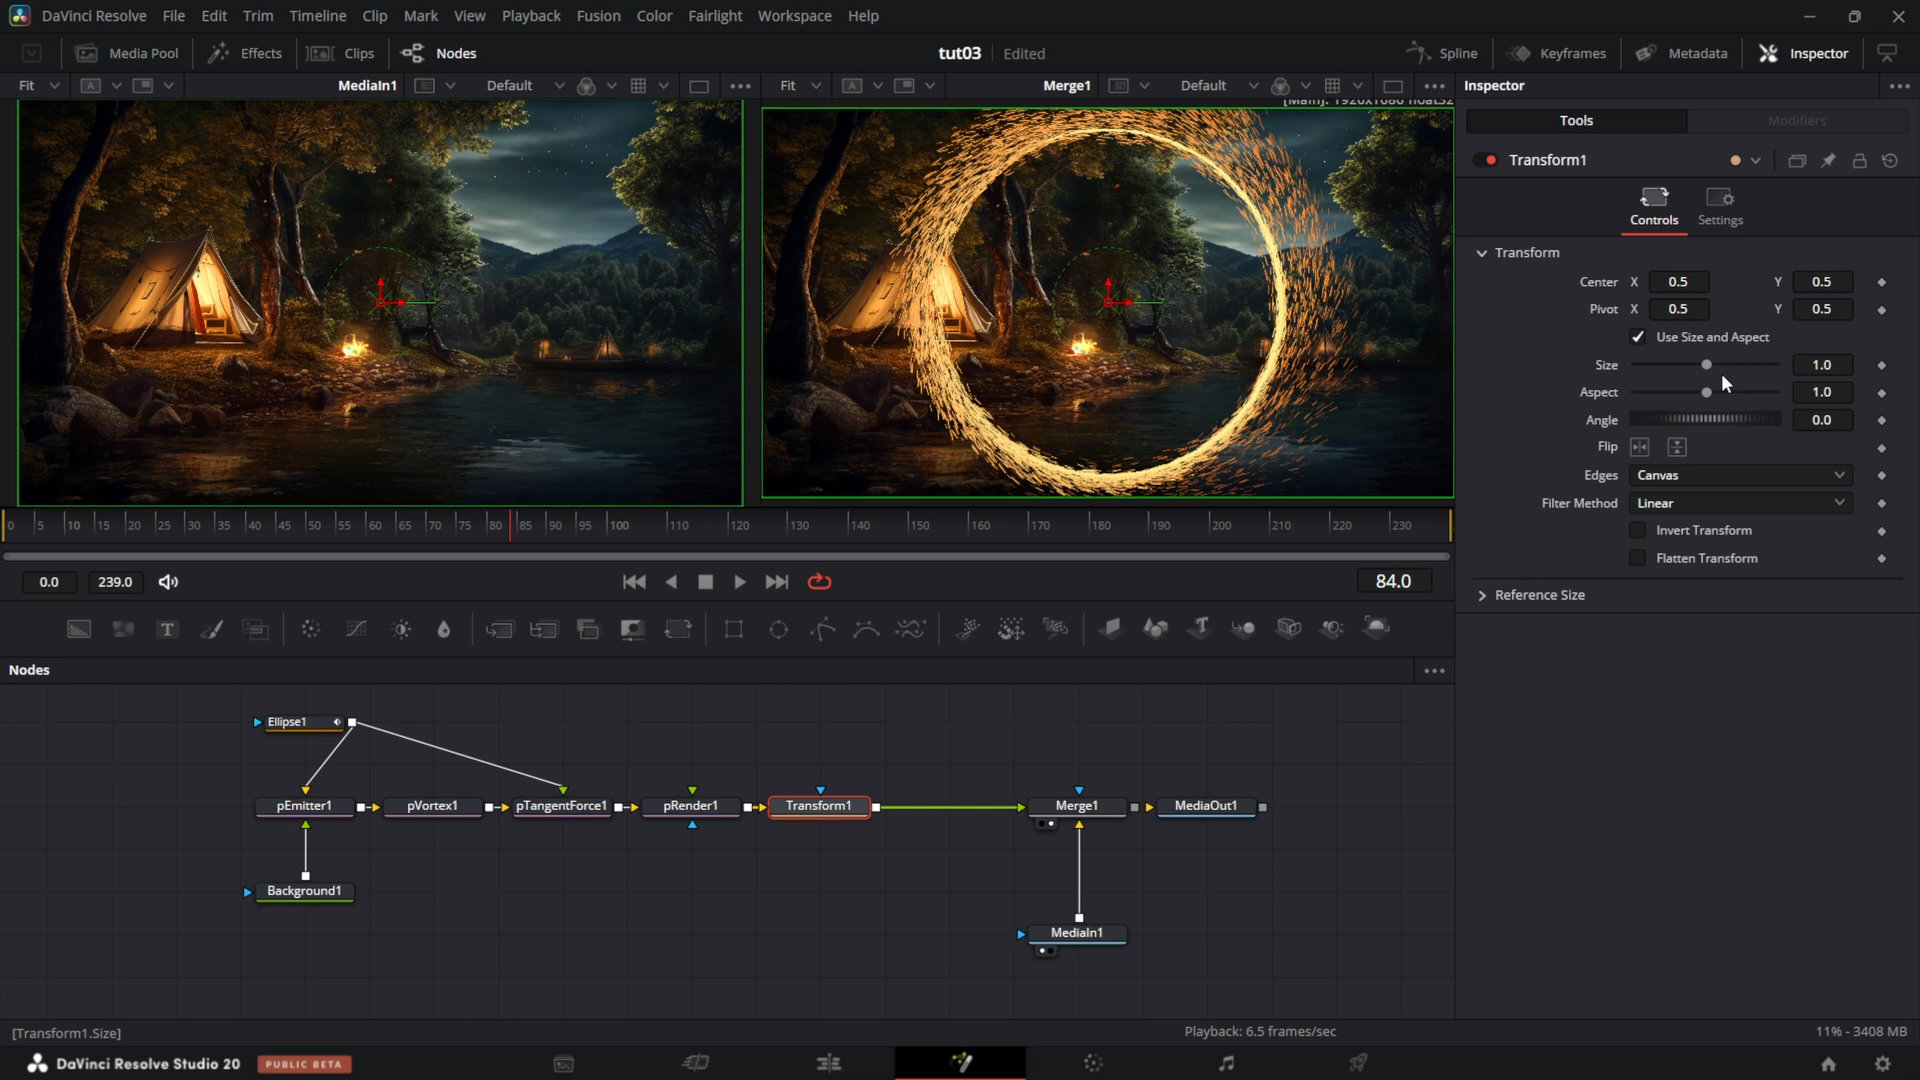 DaVinci Resolve File Edit Trim Timeline Clip Mark View Playback Fusion Color Fairlight Workspace Help
Media Pool Effects Clips Nodes tut03 Edited Spline Keyframes Metadata Inspector
Fit A MediaIn1 Default Fit A Merge1 Default Inspector
Tools Modifiers
Transform1
Controls Settings
Transform
Center X 0.5 Y 0.5
Pivot X 0.5 Y 0.5
Use Size and Aspect
Size 1.0
Aspect 1.0
Angle 0.0
Flip
Edges Canvas
Filter Method Linear
Invert Transform
Flatten Transform
Reference Size
0 5 10 15 20 25 30 35 40 45 50 55 60 65 70 75 80 85 90 95 100 110 120 130 140 150 160 170 180 190 200 210 220 230
0.0 239.0 84.0
Nodes
Ellipse1
pEmitter1 pVortex1 pTangentForce1 pRender1 Transform1 Merge1 MediaOut1
Background1
MediaIn1
[Transform1.Size] Playback: 6.5 frames/sec 11% - 3408 MB
DaVinci Resolve Studio 20 PUBLIC BETA